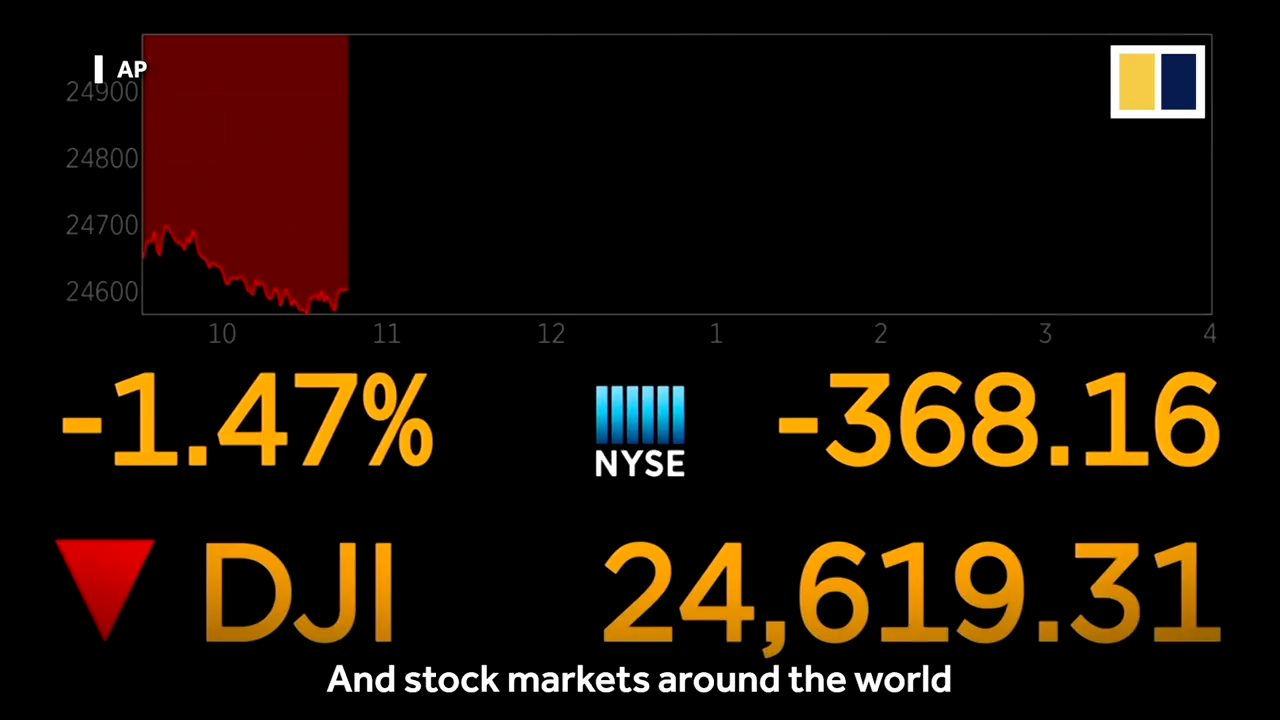 AP
24900
24800
24700
24600
10 11 12 1 2 3 4
-1.47% NYSE -368.16
DJI 24,619.31
And stock markets around the world